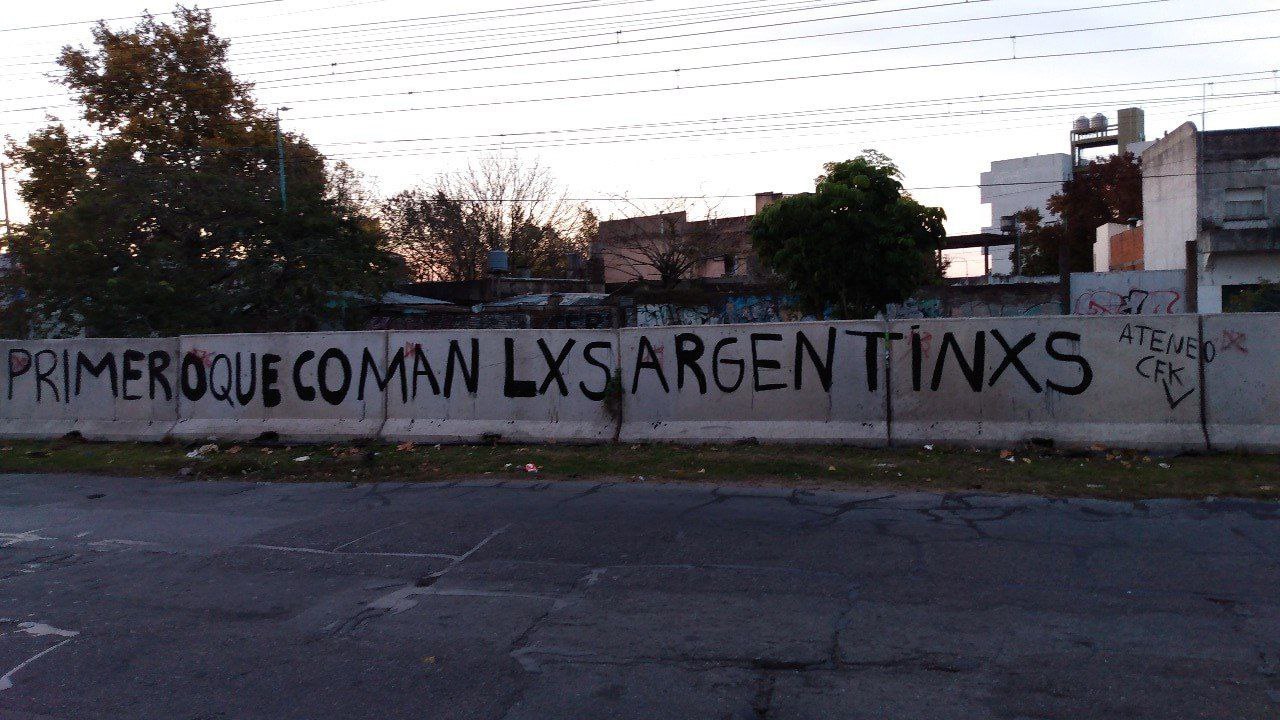 PRIMERO QUE COMAN LXS ARGENTINXS
ATENEO
CFK